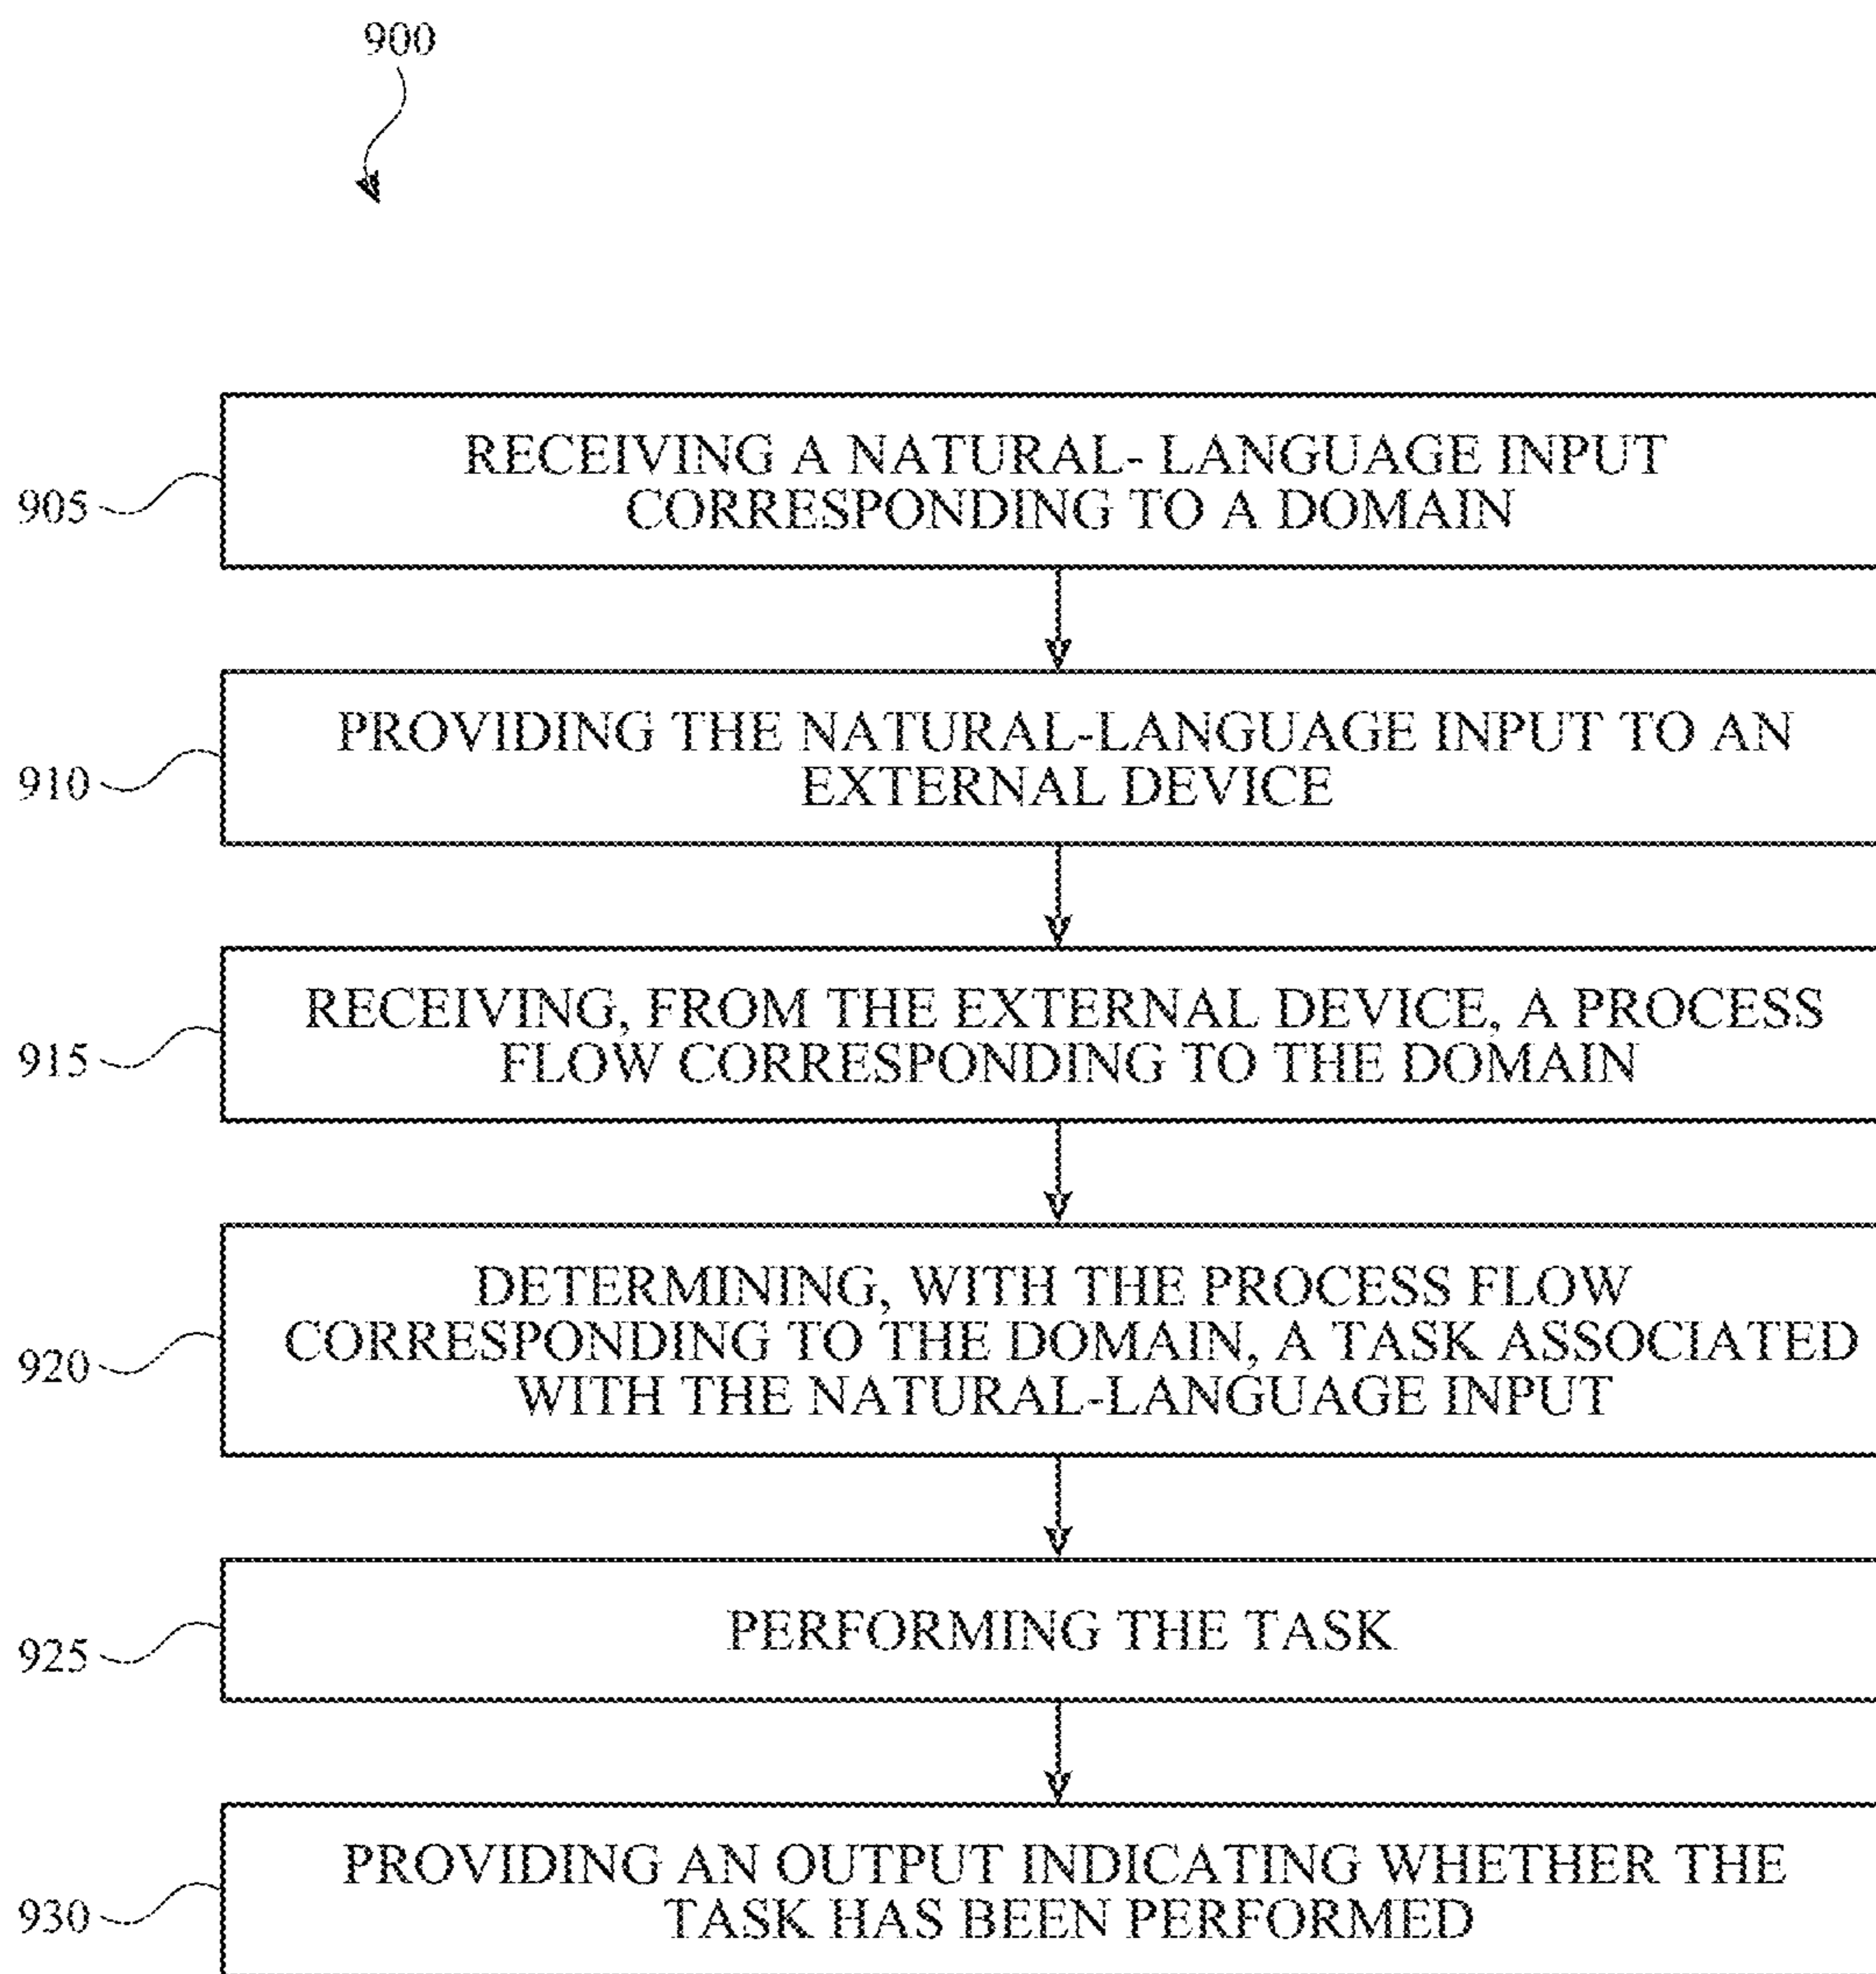 900
905
RECEIVING A NATURAL- LANGUAGE INPUT
CORRESPONDING TO A DOMAIN
910
PROVIDING THE NATURAL-LANGUAGE INPUT TO AN
EXTERNAL DEVICE
915
RECEIVING, FROM THE EXTERNAL DEVICE, A PROCESS
FLOW CORRESPONDING TO THE DOMAIN
920
DETERMINING, WITH THE PROCESS FLOW
CORRESPONDING TO THE DOMAIN, A TASK ASSOCIATED
WITH THE NATURAL-LANGUAGE INPUT
925
PERFORMING THE TASK
930
PROVIDING AN OUTPUT INDICATING WHETHER THE
TASK HAS BEEN PERFORMED